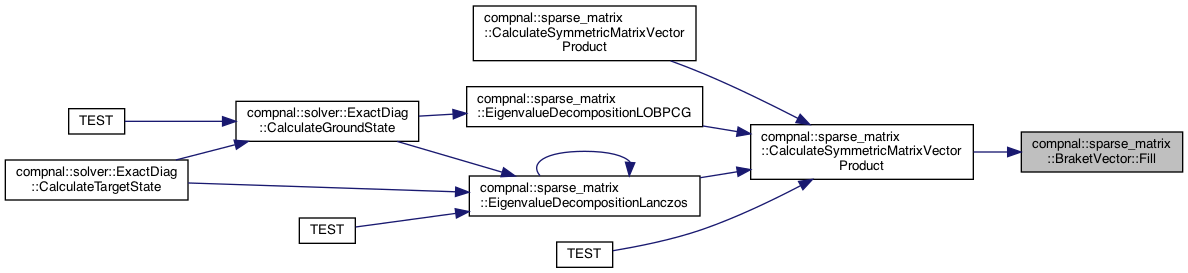 compnal::sparse_matrix
::CalculateSymmetricMatrixVector
Product
compnal::solver::ExactDiag
::CalculateGroundState
TEST
compnal::sparse_matrix
::EigenvalueDecompositionLOBPCG
compnal::sparse_matrix
::CalculateSymmetricMatrixVector
Product
compnal::sparse_matrix
::BraketVector::Fill
compnal::solver::ExactDiag
::CalculateTargetState
compnal::sparse_matrix
::EigenvalueDecompositionLanczos
TEST
TEST